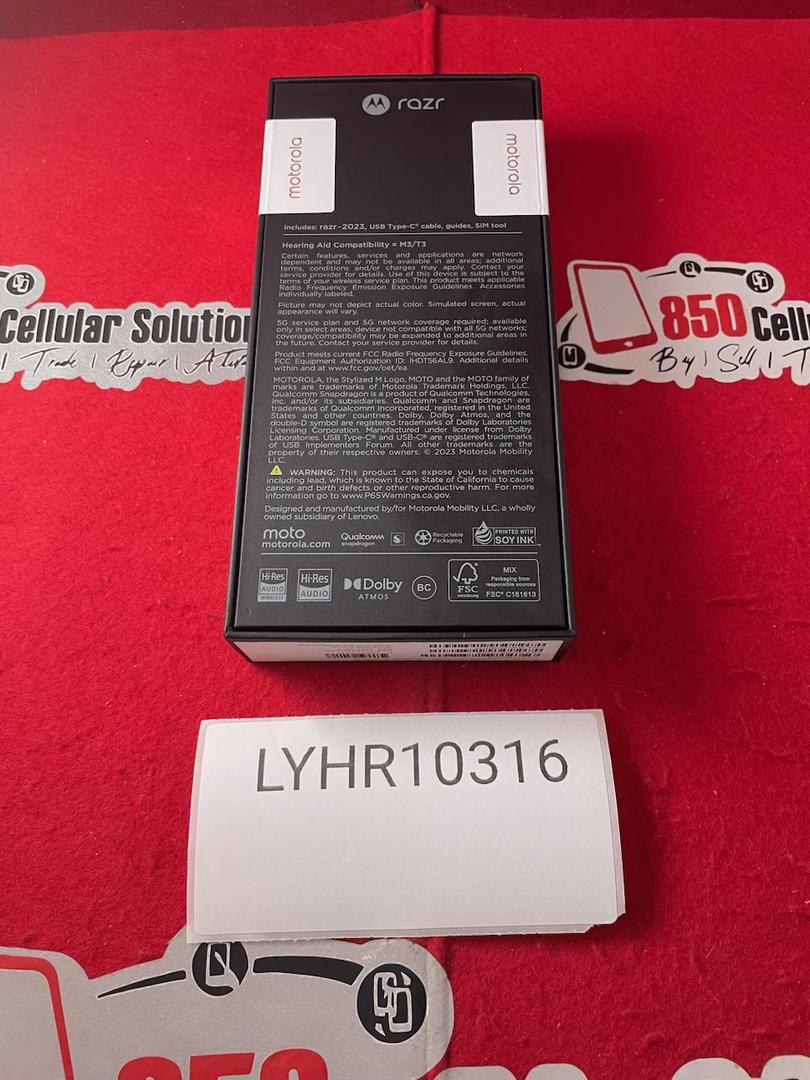 razr
motorola
motorola
Includes: razr-2023, USB Type-C® cable, guides, SIM tool
Hearing Aid Compatibility = M3/T3
Certain features, services and applications are network
dependent and may not be available in all areas; additional
terms, conditions and/or charges may apply. Contact your
service provider for details. Use of this device is subject to the
terms of your wireless service plan. This product meets applicable
Radio Frequency Emission Exposure Guidelines. Accessories
individually labeled.
Picture may not depict actual color. Simulated screen, actual
appearance will vary.
5G service plan and 5G network coverage required; available
only in select areas; device not compatible with all 5G networks;
coverage/compatibility may be expanded to additional areas in
the future. Contact your service provider for details.
Product meets current FCC Radio Frequency Exposure Guidelines.
FCC Equipment Authorization ID: IHDT56AL9. Additional details
within and at www.fcc.gov/oet/ea.
MOTOROLA, the Stylized M Logo, MOTO and the MOTO family of
marks are trademarks of Motorola Trademark Holdings, LLC.
Qualcomm Snapdragon is a product of Qualcomm Technologies,
Inc. and/or its subsidiaries. Qualcomm and Snapdragon are
trademarks of Qualcomm Incorporated, registered in the United
States and other countries. Dolby, Dolby Atmos, and the
double-D symbol are registered trademarks of Dolby Laboratories
Licensing Corporation. Manufactured under license from Dolby
Laboratories. USB Type-C® and USB-C® are registered trademarks
of USB Implementers Forum. All other trademarks are the
property of their respective owners. © 2023 Motorola Mobility
LLC.
WARNING: This product can expose you to chemicals
including lead, which is known to the State of California to cause
cancer and birth defects or other reproductive harm. For more
information go to www.P65Warnings.ca.gov.
Designed and manufactured by/for Motorola Mobility LLC, a wholly
owned subsidiary of Lenovo.
moto
motorola.com
Qualcomm
snapdragon
Recyclable
Packaging
PRINTED WITH
SOY INK
Hi-Res
AUDIO
WIRELESS
Hi-Res
AUDIO
Dolby
ATMOS
BC
FSC
www.fsc.org
MIX
Packaging from
responsible sources
FSC® C181613
Cellular Solution
Trade | Repair |
850 Cell
Buy | Sell | T
LYHR10316
850